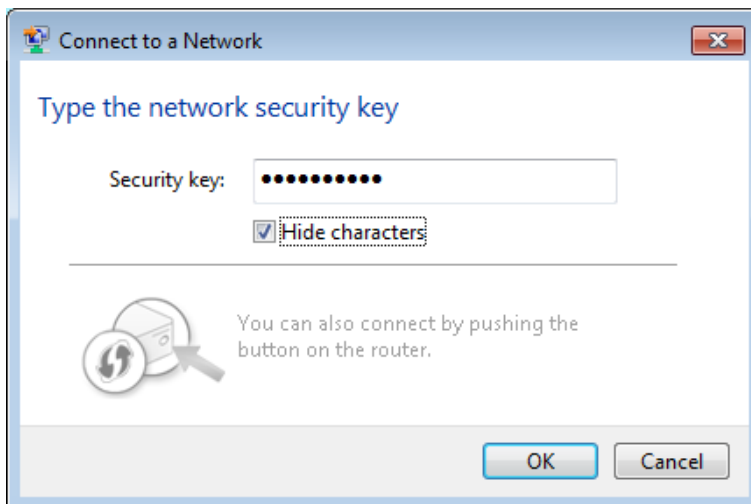 Connect to a Network
Type the network security key
Security key: ●●●●●●●●●●
Hide characters
You can also connect by pushing the
button on the router.
OK Cancel